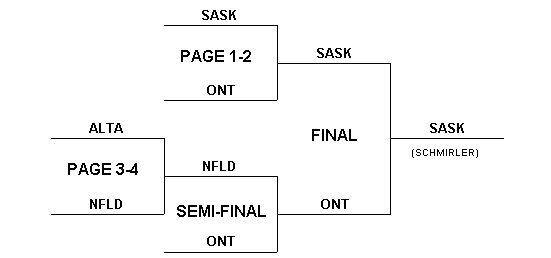 SASK
PAGE 1-2
SASK
ONT
ALTA
FINAL
SASK
(SCHMIRLER)
PAGE 3-4
NFLD
NFLD
SEMI-FINAL
ONT
ONT